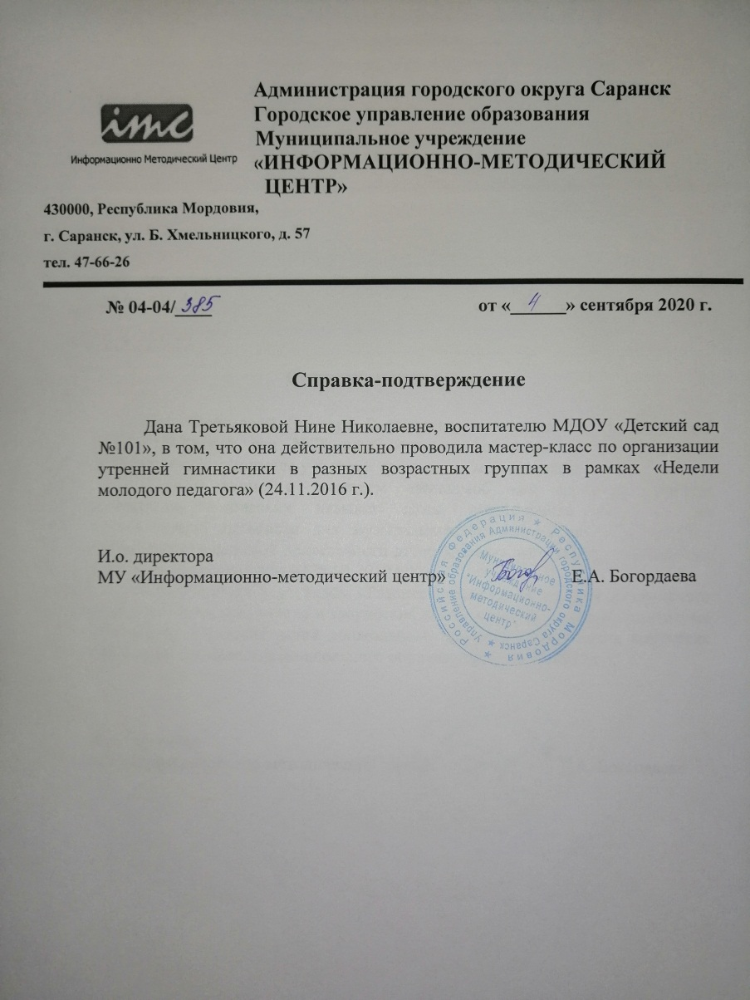 imc
Информационно Методический Центр
Администрация городского округа Саранск
Городское управление образования
Муниципальное учреждение
«ИНФОРМАЦИОННО-МЕТОДИЧЕСКИЙ
ЦЕНТР»
430000, Республика Мордовия,
г. Саранск, ул. Б. Хмельницкого, д. 57
тел. 47-66-26
№ 04-04/ 385
от « 4 » сентября 2020 г.
Справка-подтверждение
Дана Третьяковой Нине Николаевне, воспитателю МДОУ «Детский сад
№101», в том, что она действительно проводила мастер-класс по организации
утренней гимнастики в разных возрастных группах в рамках «Недели
молодого педагога» (24.11.2016 г.).
И.о. директора
МУ «Информационно-методический центр» Е.А. Богордаева
Российская Федерация ★ Республика Мордовия ★
Управление образования Администрации городского округа Саранск ★
Муниципальное
учреждение
"Информационно-
методический
центр"